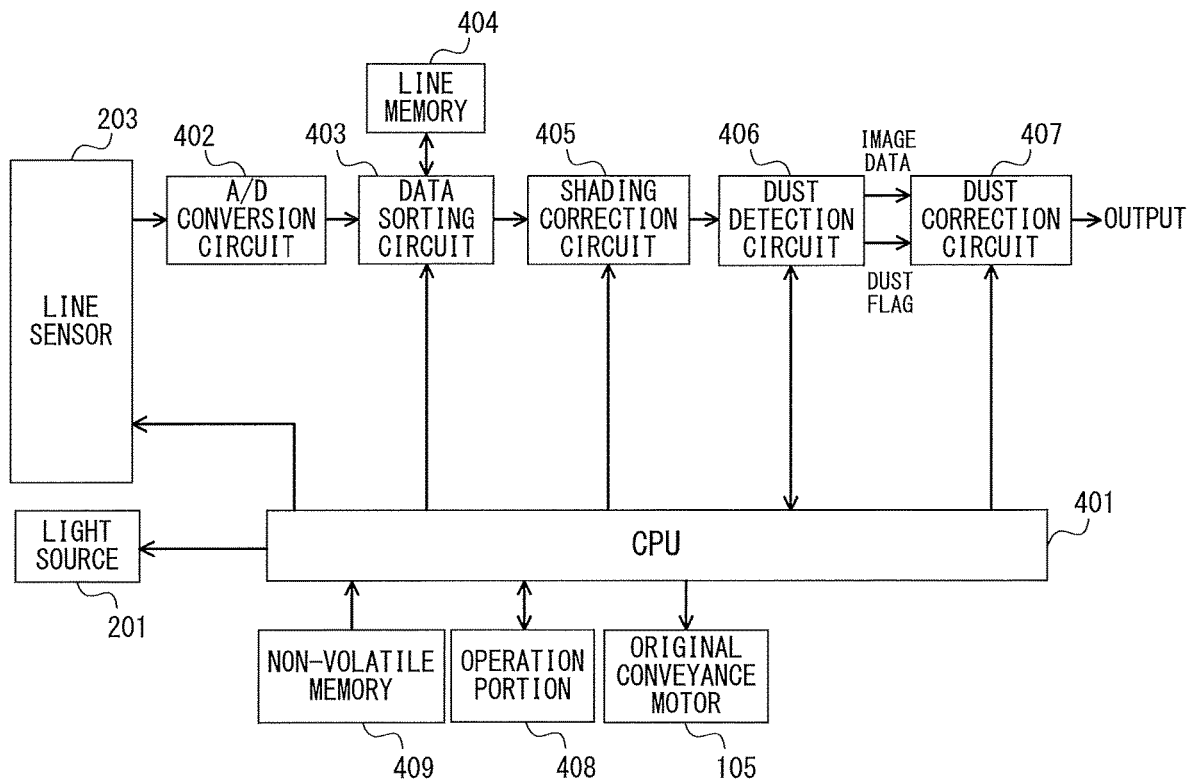 404
LINE
MEMORY
203
402
403
405
406
IMAGE
DATA
407
A/D
CONVERSION
CIRCUIT
DATA
SORTING
CIRCUIT
SHADING
CORRECTION
CIRCUIT
DUST
DETECTION
CIRCUIT
DUST
CORRECTION
CIRCUIT
OUTPUT
DUST
FLAG
LINE
SENSOR
401
LIGHT
SOURCE
CPU
201
NON-VOLATILE
MEMORY
OPERATION
PORTION
ORIGINAL
CONVEYANCE
MOTOR
409
408
105